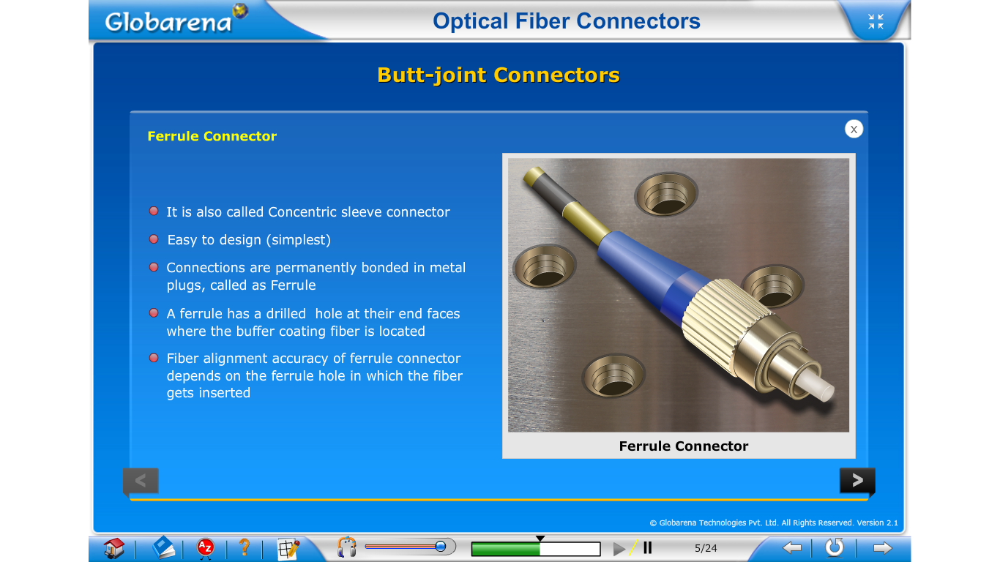 Globarena
Optical Fiber Connectors
Butt-joint Connectors
Ferrule Connector
X
It is also called Concentric sleeve connector
Easy to design (simplest)
Connections are permanently bonded in metal
plugs, called as Ferrule
A ferrule has a drilled hole at their end faces
where the buffer coating fiber is located
Fiber alignment accuracy of ferrule connector
depends on the ferrule hole in which the fiber
gets inserted
Ferrule Connector
<
>
© Globarena Technologies Pvt. Ltd. All Rights Reserved. Version 2.1
AZ
?
5/24